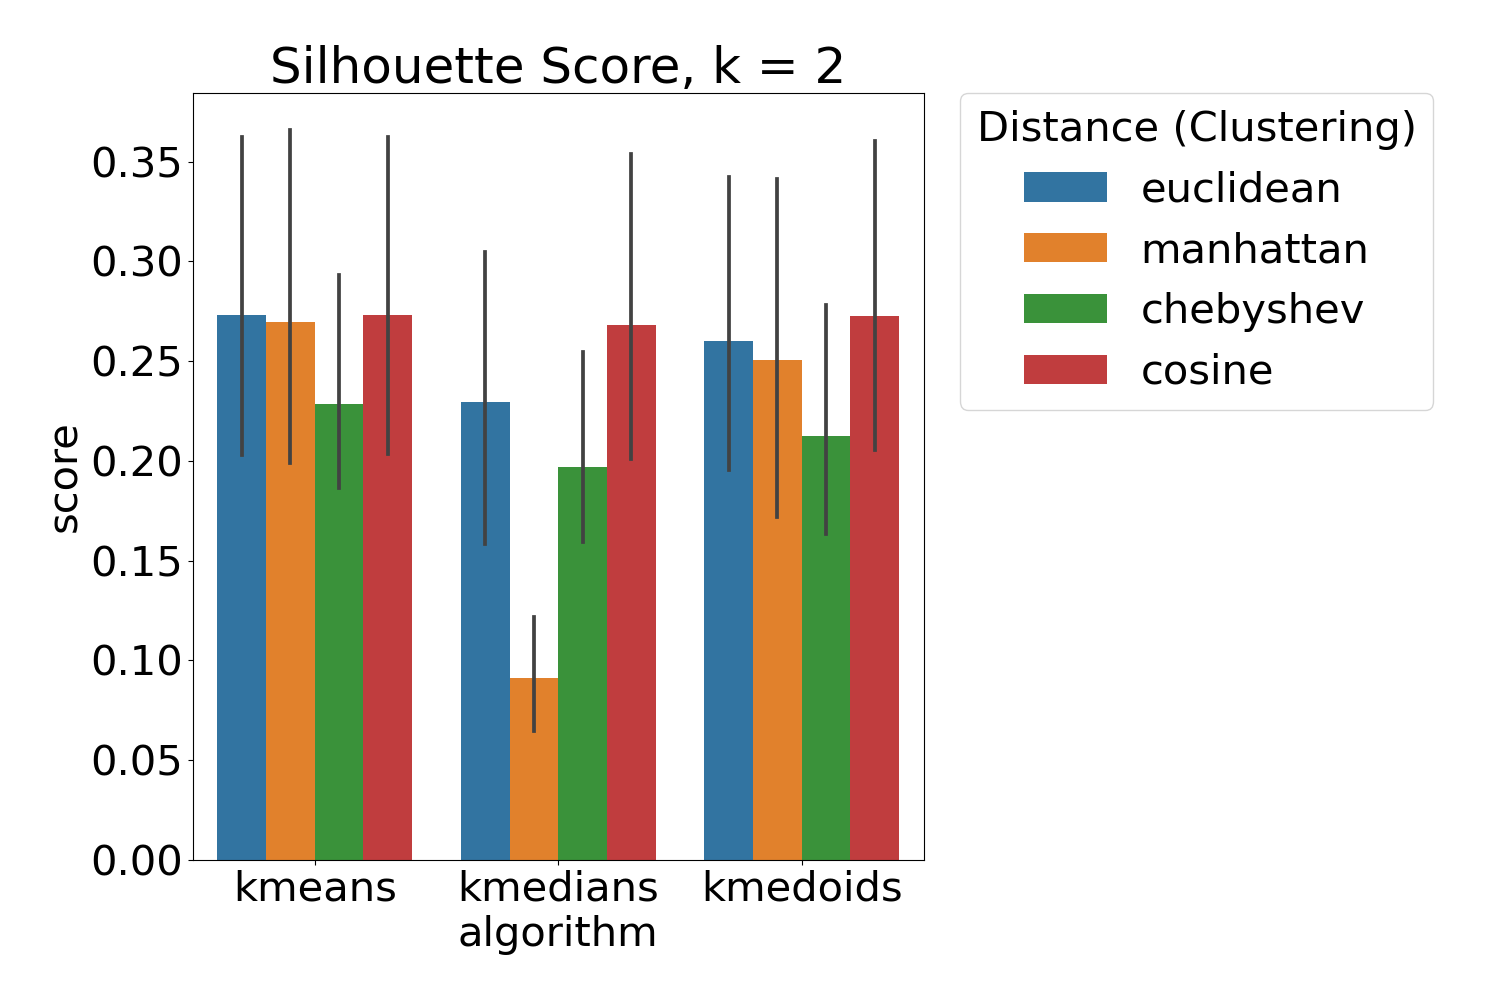 Silhouette Score, k = 2
Distance (Clustering)
euclidean
manhattan
chebyshev
cosine
score
0.35
0.30
0.25
0.20
0.15
0.10
0.05
0.00
kmeans kmedians kmedoids
algorithm